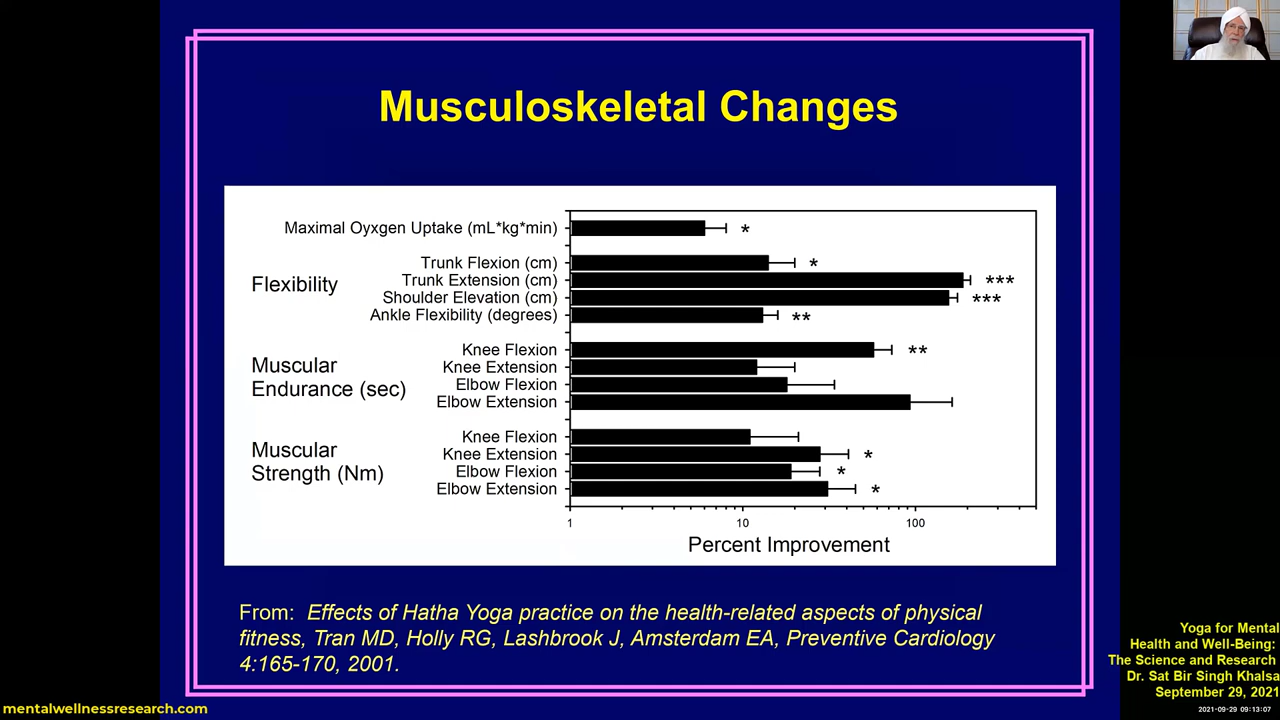 Musculoskeletal Changes
Maximal Oyxgen Uptake (mL*kg*min)
*
Flexibility
Trunk Flexion (cm)
*
Trunk Extension (cm)
***
Shoulder Elevation (cm)
***
Ankle Flexibility (degrees)
**
Muscular
Endurance (sec)
Knee Flexion
**
Knee Extension
Elbow Flexion
Elbow Extension
Muscular
Strength (Nm)
Knee Flexion
Knee Extension
*
Elbow Flexion
*
Elbow Extension
*
1 10 100
Percent Improvement
From: Effects of Hatha Yoga practice on the health-related aspects of physical
fitness, Tran MD, Holly RG, Lashbrook J, Amsterdam EA, Preventive Cardiology
4:165-170, 2001.
Yoga for Mental
Health and Well-Being:
The Science and Research
Dr. Sat Bir Singh Khalsa
September 29, 2021
2021-09-29 09:13:07
mentalwellnessresearch.com